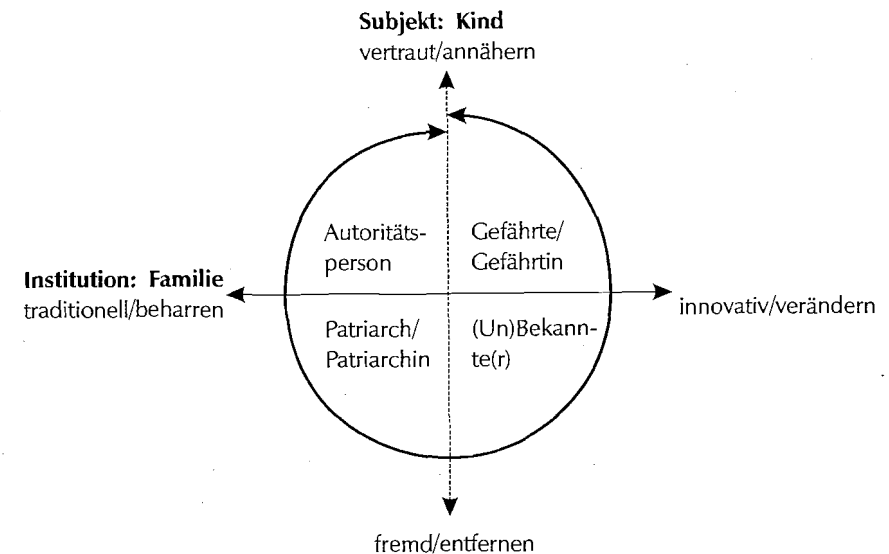 Subjekt: Kind
vertraut/annähern
Autoritäts-
person
Gefährte/
Gefährtin
Institution: Familie
traditionell/beharren
innovativ/verändern
Patriarch/
Patriarchin
(Un)Bekann-
te(r)
fremd/entfernen